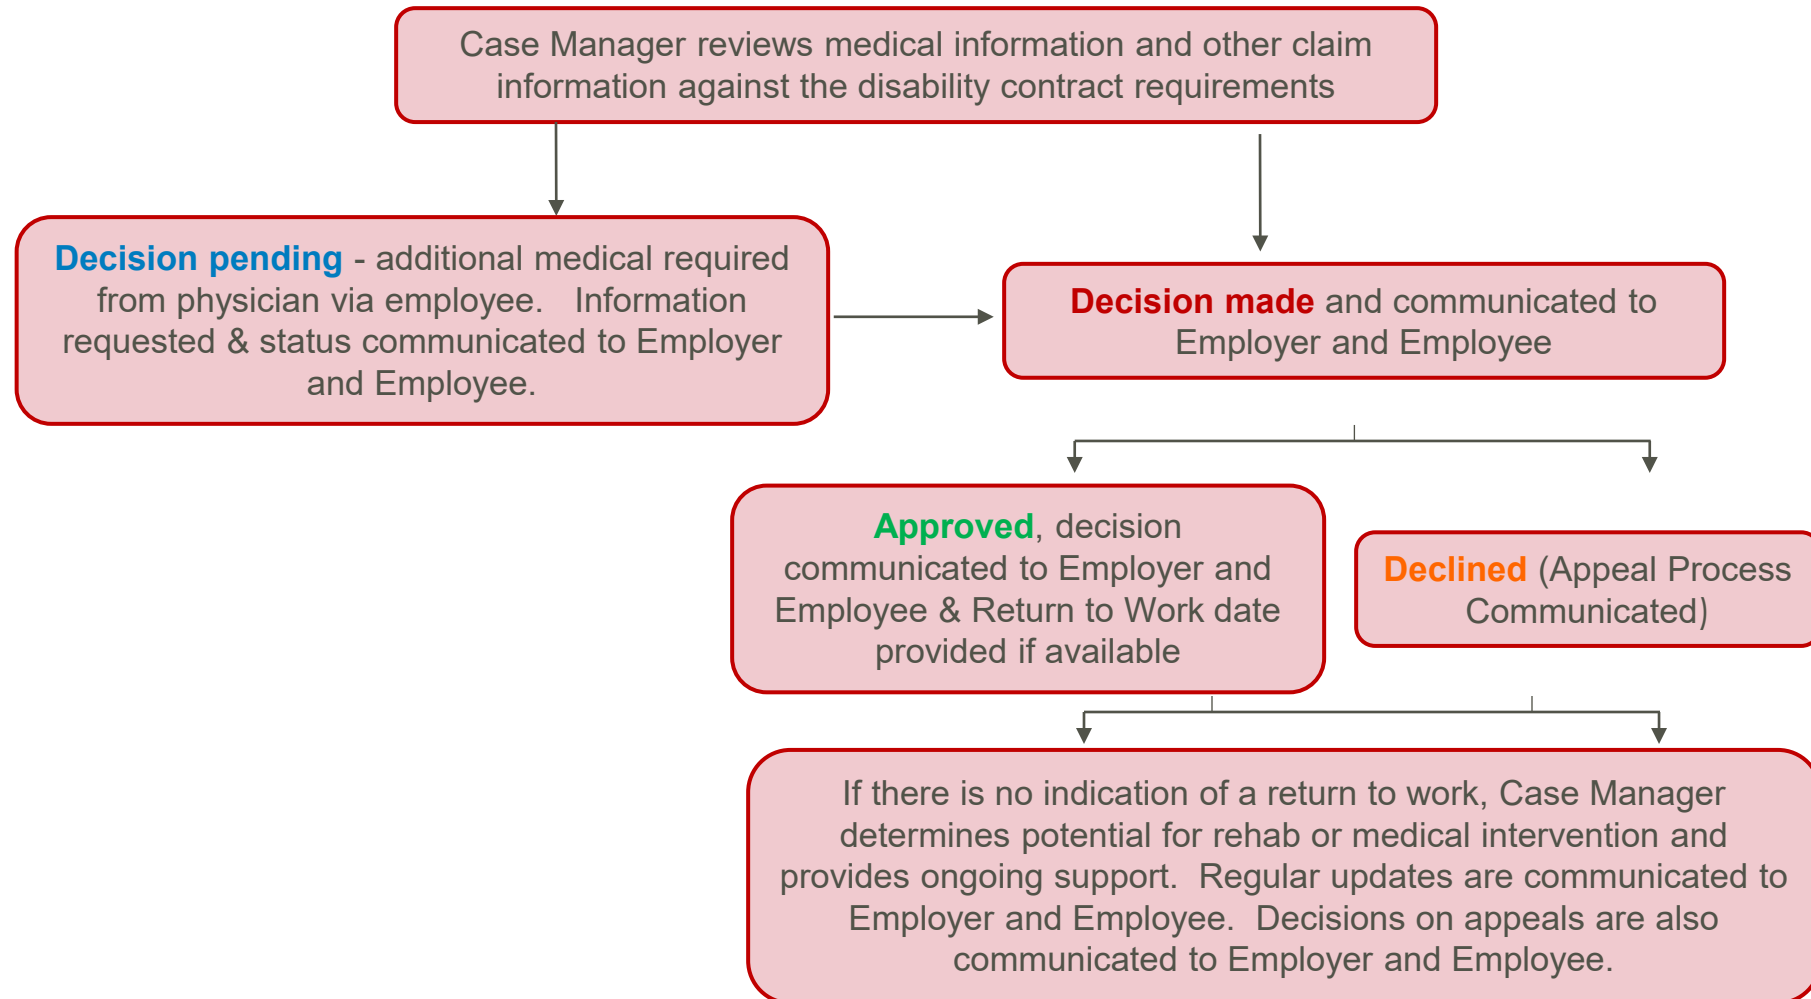 Case Manager reviews medical information and other claim
information against the disability contract requirements
Decision pending - additional medical required
from physician via employee.   Information
requested & status communicated to Employer
and Employee.
Decision made and communicated to
Employer and Employee
Approved, decision
communicated to Employer and
Employee & Return to Work date
provided if available
Declined (Appeal Process
Communicated)
If there is no indication of a return to work, Case Manager
determines potential for rehab or medical intervention and
provides ongoing support.  Regular updates are communicated to
Employer and Employee.  Decisions on appeals are also
communicated to Employer and Employee.